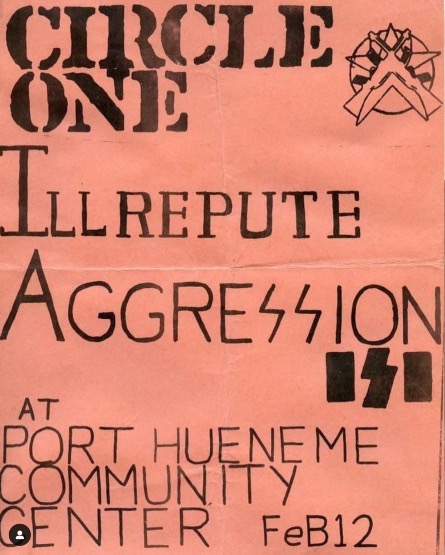 CIRCLE
ONE
ILLREPUTE
AGGRESSION
AT
PORT HUENEME
COMMUNITY
CENTER FeB12